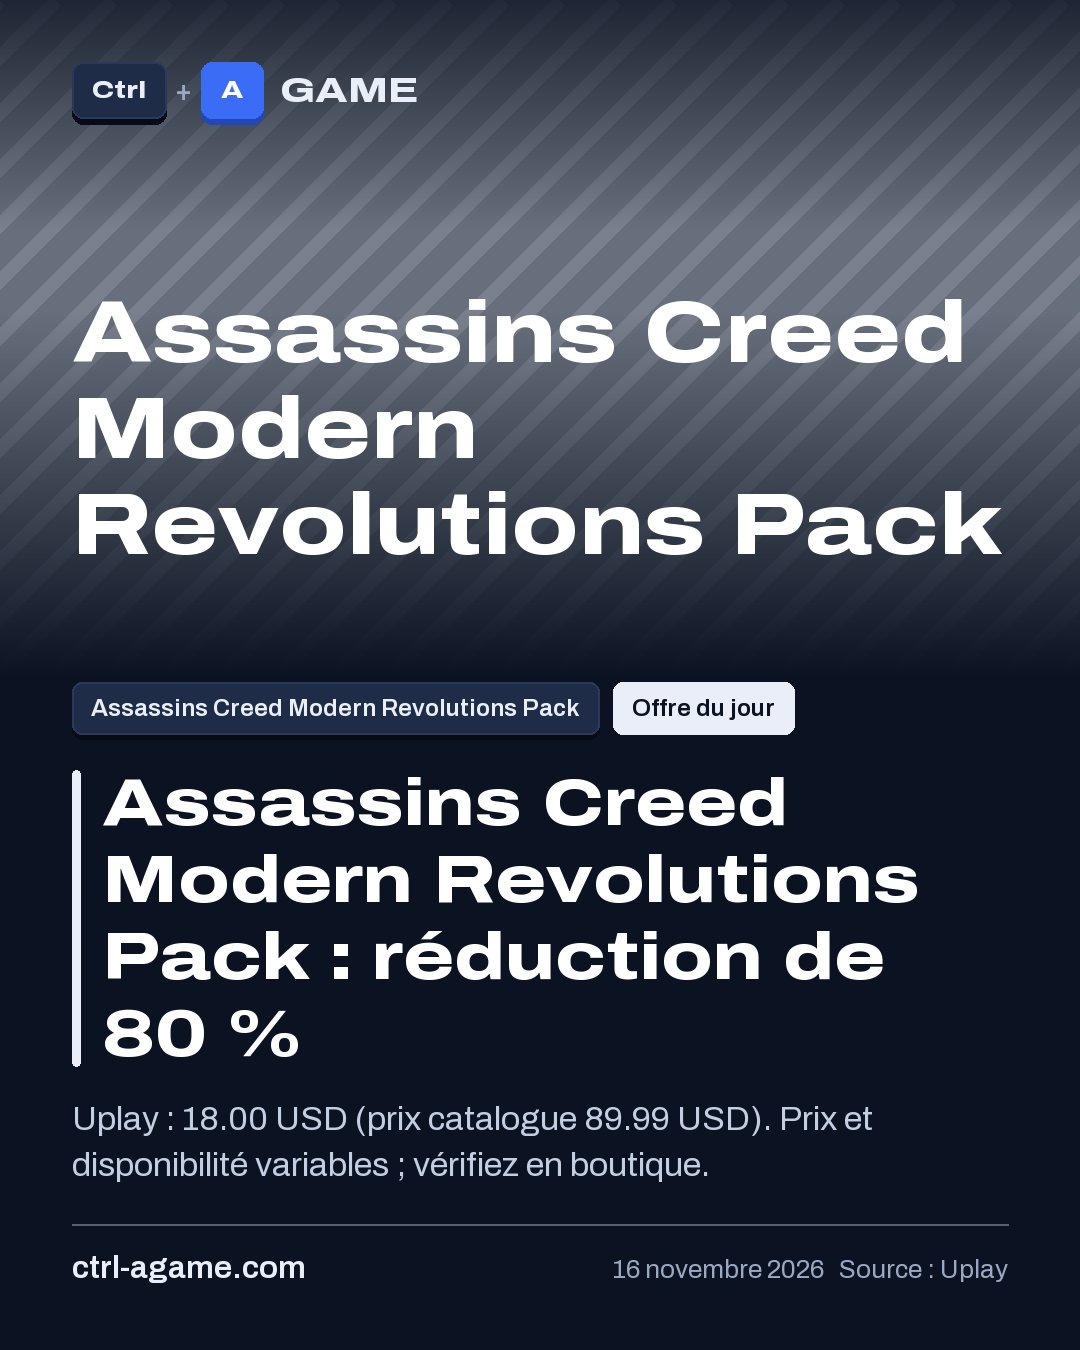 Ctrl + A GAME
Assassins Creed
Modern
Revolutions Pack
Assassins Creed Modern Revolutions Pack Offre du jour
Assassins Creed
Modern Revolutions
Pack : réduction de
80 %
Uplay : 18.00 USD (prix catalogue 89.99 USD). Prix et
disponibilité variables ; vérifiez en boutique.
ctrl-agame.com 16 novembre 2026 Source : Uplay